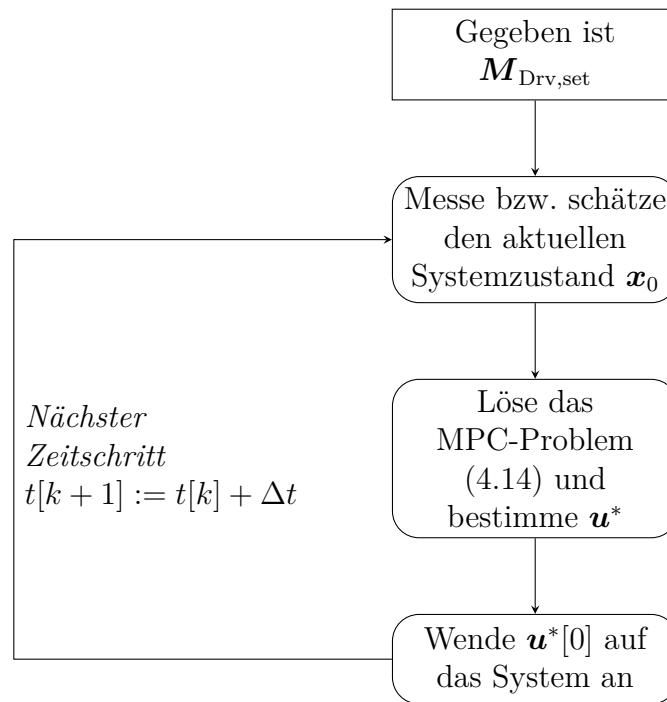 Gegeben ist
M_Drv,set
Messe bzw. schätze
den aktuellen
Systemzustand x_0
Nächster
Zeitschritt
t[k + 1] := t[k] + Δt
Löse das
MPC-Problem
(4.14) und
bestimme u*
Wende u*[0] auf
das System an